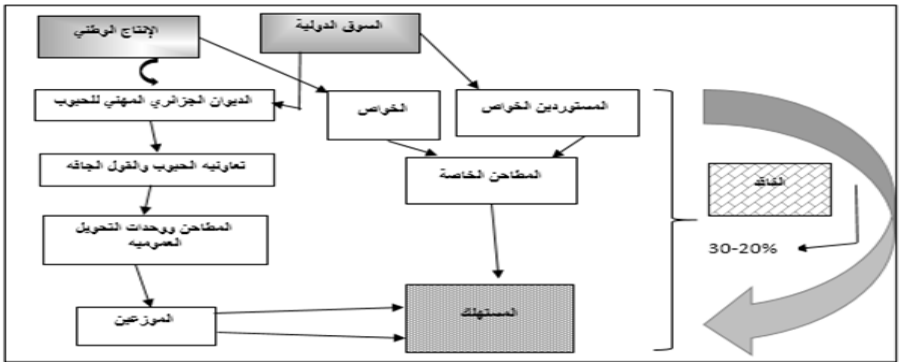 السوق الدولية
الإنتاج الوطني
الديوان الجزائري المهني للحبوب
الخواص
المستوردين الخواص
تعاونيه الحبوب والقول الجافه
المطاحن الخاصة
الفاقد
المطاحن ووحدات التحويل
العموميه
30-20%
الموزعين
المستهلك